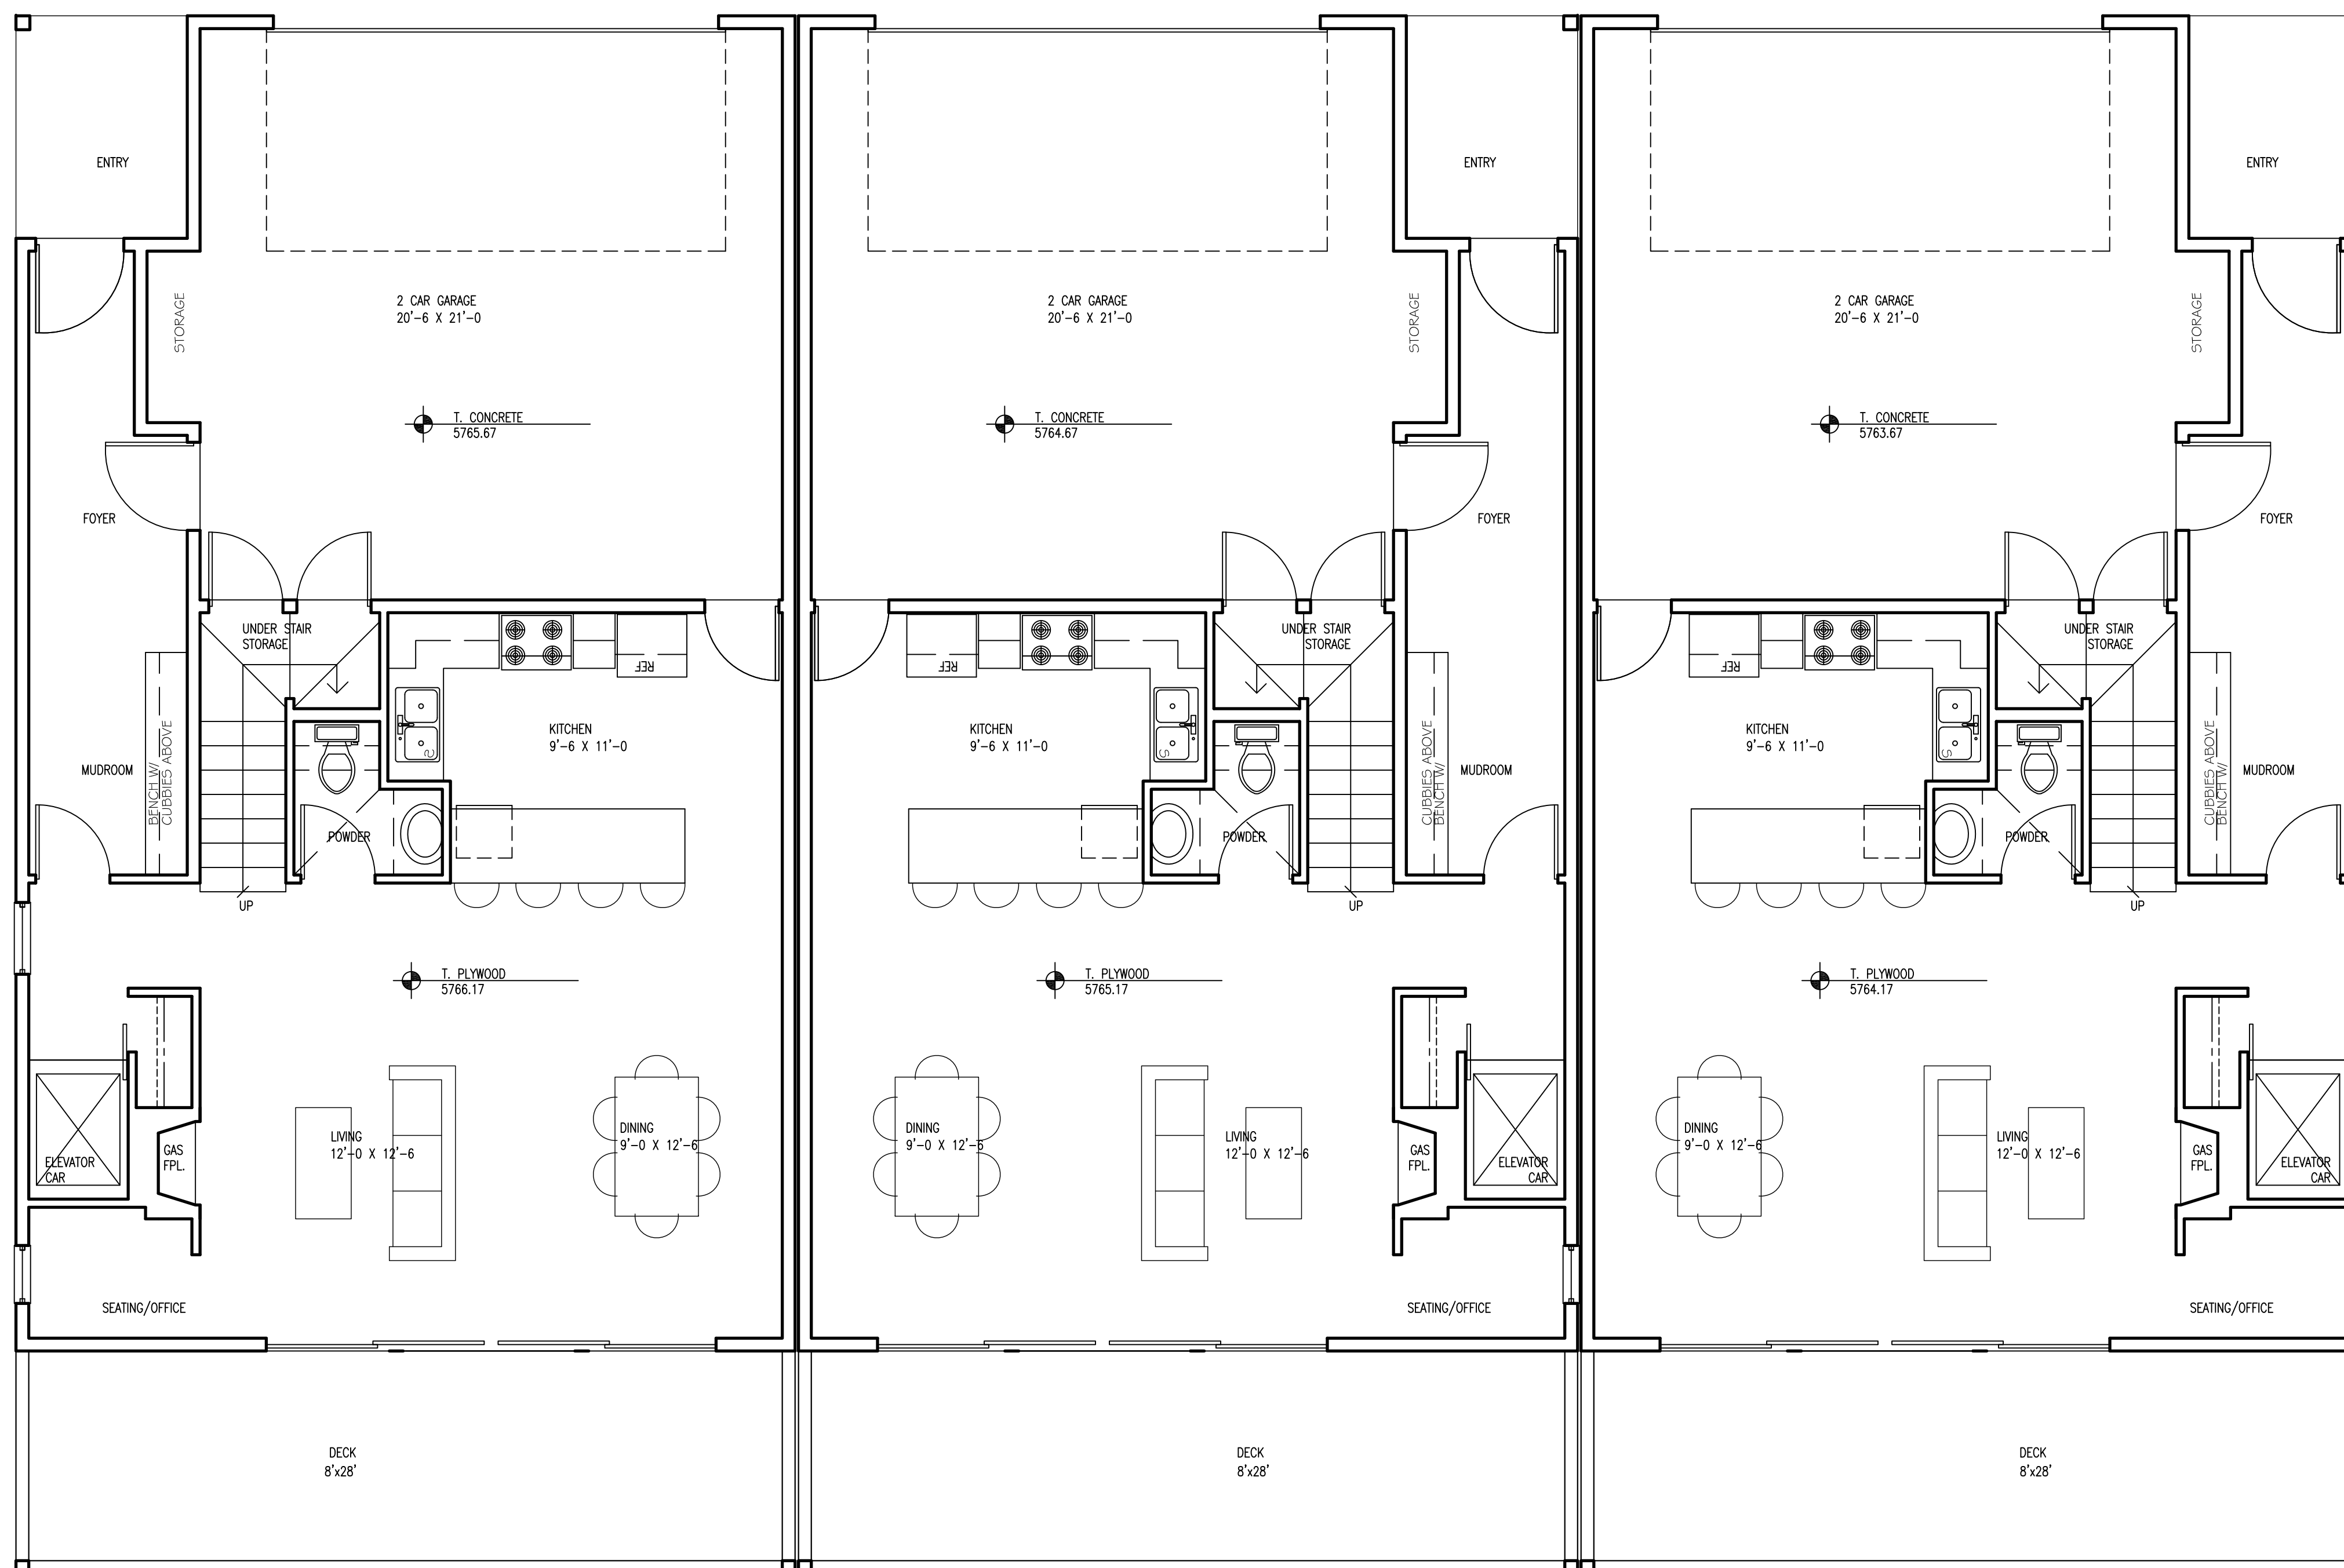 ENTRY
ENTRY
ENTRY
2 CAR GARAGE
20'-6 X 21'-0
STORAGE
2 CAR GARAGE
20'-6 X 21'-0
STORAGE
2 CAR GARAGE
20'-6 X 21'-0
STORAGE
T. CONCRETE
5765.67
T. CONCRETE
5764.67
T. CONCRETE
5763.67
FOYER
FOYER
FOYER
UNDER STAIR
STORAGE
REF
REF
UNDER STAIR
STORAGE
REF
UNDER STAIR
STORAGE
KITCHEN
9'-6 X 11'-0
KITCHEN
9'-6 X 11'-0
KITCHEN
9'-6 X 11'-0
MUDROOM
BENCH W/
CUBBIES ABOVE
MUDROOM
CUBBIES ABOVE
BENCH W/
MUDROOM
CUBBIES ABOVE
BENCH W/
POWDER
POWDER
POWDER
UP
UP
UP
T. PLYWOOD
5766.17
T. PLYWOOD
5765.17
T. PLYWOOD
5764.17
ELEVATOR
CAR
GAS
FPL.
LIVING
12'-0 X 12'-6
DINING
9'-0 X 12'-6
DINING
9'-0 X 12'-6
LIVING
12'-0 X 12'-6
GAS
FPL.
ELEVATOR
CAR
DINING
9'-0 X 12'-6
LIVING
12'-0 X 12'-6
GAS
FPL.
ELEVATOR
CAR
SEATING/OFFICE
SEATING/OFFICE
SEATING/OFFICE
DECK
8'x28'
DECK
8'x28'
DECK
8'x28'